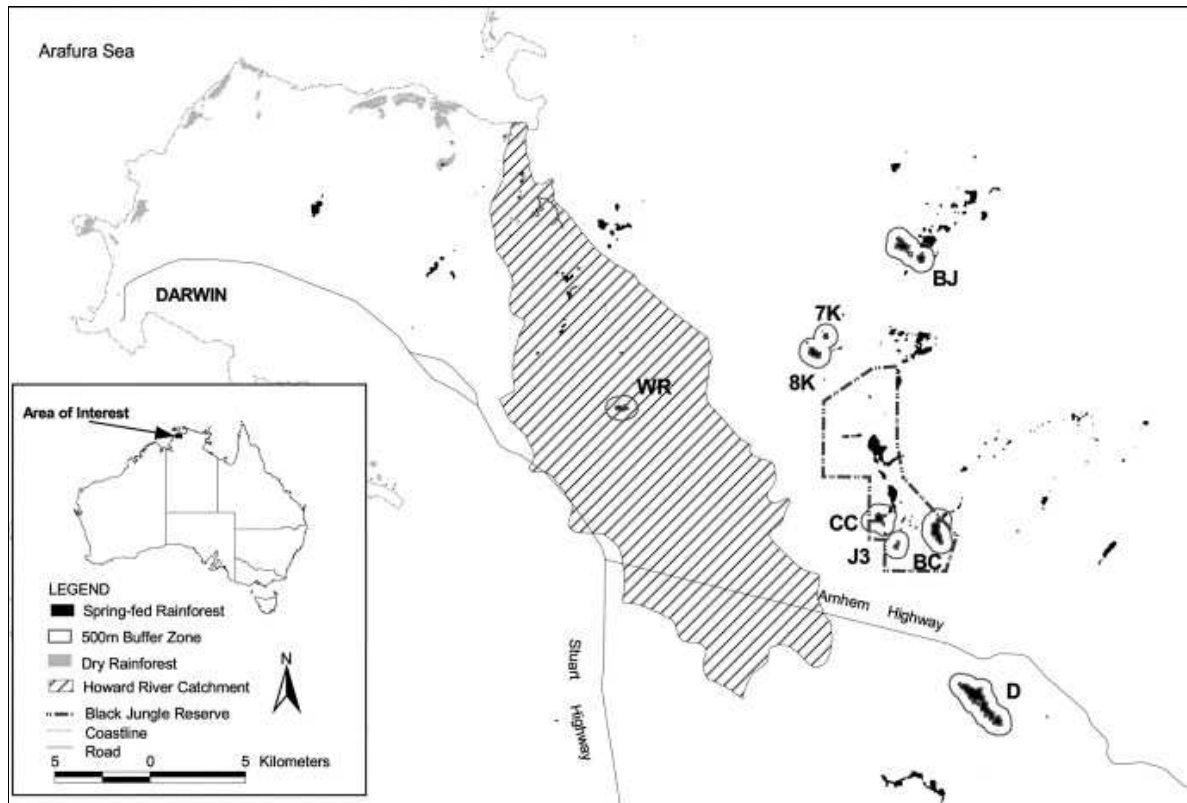 Arafura Sea
DARWIN
BJ
7K
8K
WR
CC
J3
BC
Arnhem Highway
Stuart Highway
D
Area of Interest
LEGEND
Spring-fed Rainforest
500m Buffer Zone
Dry Rainforest
Howard River Catchment
Black Jungle Reserve
Coastline
Road
N
5 0 5 Kilometers